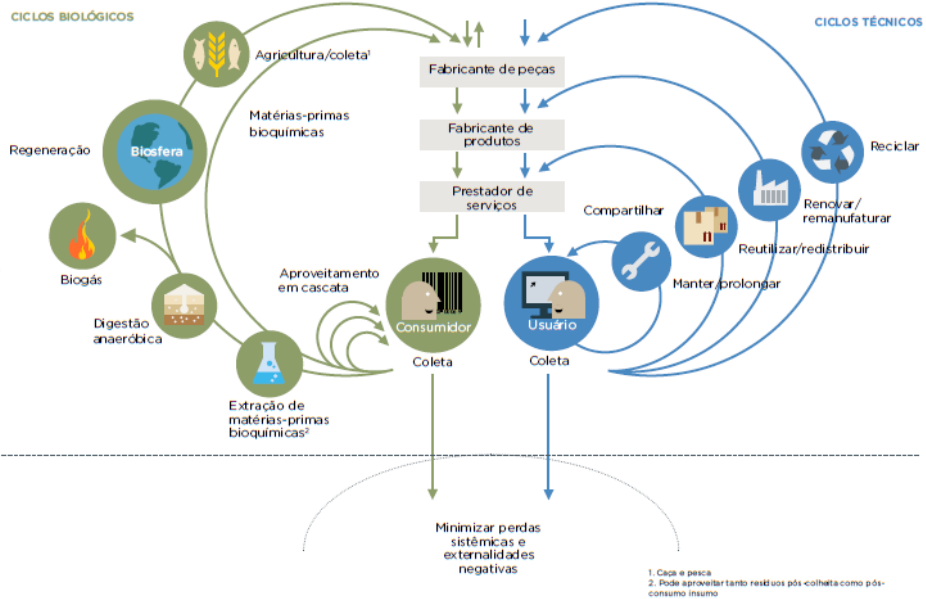 CICLOS BIOLÓGICOS
CICLOS TÉCNICOS
Agricultura/coleta¹
Fabricante de peças
Matérias-primas
bioquímicas
Fabricante de
produtos
Reciclar
Regeneração
Biosfera
Prestador de
serviços
Compartilhar
Renovar/
remanufaturar
Reutilizar/redistribuir
Biogás
Aproveitamento
em cascata
Manter/prolongar
Digestão
anaeróbica
Consumidor
Usuário
Coleta
Coleta
Extração de
matérias-primas
bioquímicas²
Minimizar perdas
sistêmicas e
externalidades
negativas
1. Caça e pesca
2. Pode aproveitar tanto resíduos pós-colheita como pós-
consumo insumo